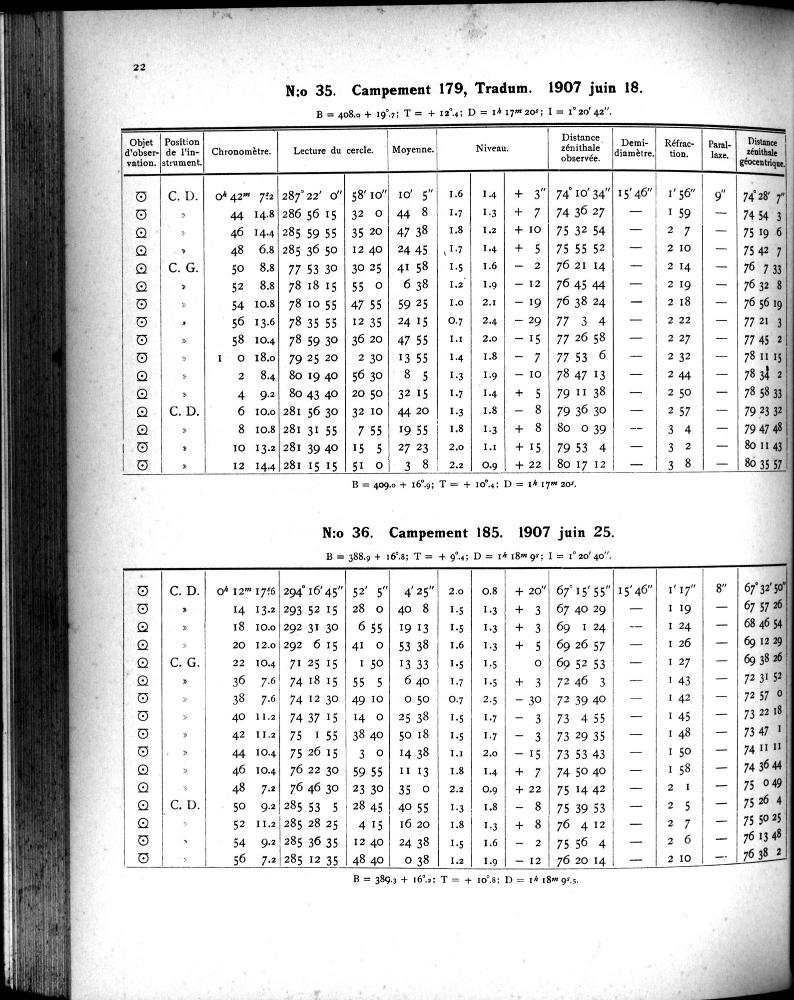 22
N:o 35. Campement 179, Tradum. 1907 juin 18.
B = 408.9 + 19°.7; T = + 12°.4; D = 1h 17m 20s; I = 1° 20′ 42″.
Objet d'observation. Position de l'instrument. Chronomètre. Lecture du cercle. Moyenne. Niveau. Distance zénithale observée. Demi-diamètre. Réfraction. Parallaxe. Distance zénithale géocentrique.
C. D. 0h 42m 7s.2 287° 22′ 0″ 58′ 10″ 10′ 5″ 1.6 1.4 + 3″ 74° 10′ 34″ 15′ 46″ 1′ 56″ 9″ 74° 28′ 7″
» 44 14.8 286 56 15 32 0 44 8 1.7 1.3 + 7 74 36 27 — 1 59 — 74 54 3
» 46 14.4 285 59 55 35 20 47 38 1.8 1.2 + 10 75 32 54 — 2 7 — 75 19 6
» 48 6.8 285 36 50 12 40 24 45 1.7 1.4 + 5 75 55 52 — 2 10 — 75 42 7
C. G. 50 8.8 77 53 30 30 25 41 58 1.5 1.6 — 2 76 21 14 — 2 14 — 76 7 33
» 52 8.8 78 18 15 55 0 6 38 1.2 1.9 — 12 76 45 44 — 2 19 — 76 32 8
» 54 10.8 78 10 55 47 55 59 25 1.0 2.1 — 19 76 38 24 — 2 18 — 76 56 19
» 56 13.6 78 35 55 12 35 24 15 0.7 2.4 — 29 77 3 4 — 2 22 — 77 21 3
» 58 10.4 78 59 30 36 20 47 55 1.1 2.0 — 15 77 26 58 — 2 27 — 77 45 2
» 1 0 18.0 79 25 20 2 30 13 55 1.4 1.8 — 7 77 53 6 — 2 32 — 78 11 15
» 2 8.4 80 19 40 56 30 8 5 1.3 1.9 — 10 78 47 13 — 2 44 — 78 34 2
» 4 9.2 80 43 40 20 50 32 15 1.7 1.4 + 5 79 11 38 — 2 50 — 78 58 33
C. D. 6 10.0 281 56 30 32 10 44 20 1.3 1.8 — 8 79 36 30 — 2 57 — 79 23 32
» 8 10.8 281 31 55 7 55 19 55 1.8 1.3 + 8 80 0 39 — 3 4 — 79 47 48
» 10 13.2 281 39 40 15 5 27 23 2.0 1.1 + 15 79 53 4 — 3 2 — 80 11 43
» 12 14.4 281 15 15 51 0 3 8 2.2 0.9 + 22 80 17 12 — 3 8 — 80 35 57
B = 409.0 + 16°.9; T = + 10°.4; D = 1h 17m 20s.
N:o 36. Campement 185. 1907 juin 25.
B = 388.9 + 16°.8; T = + 9°.4; D = 1h 18m 9s; I = 1° 20′ 40″.
C. D. 0h 12m 17s.6 294° 16′ 45″ 52′ 5″ 4′ 25″ 2.0 0.8 + 20″ 67° 15′ 55″ 15′ 46″ 1′ 17″ 8″ 67° 32′ 50″
» 14 13.2 293 52 15 28 0 40 8 1.5 1.3 + 3 67 40 29 — 1 19 — 67 57 26
» 18 10.0 292 31 30 6 55 19 13 1.5 1.3 + 3 69 1 24 — 1 24 — 68 46 54
» 20 12.0 292 6 15 41 0 53 38 1.6 1.3 + 5 69 26 57 — 1 26 — 69 12 29
C. G. 22 10.4 71 25 15 1 50 13 33 1.5 1.5 0 69 52 53 — 1 27 — 69 38 26
» 36 7.6 74 18 15 55 5 6 40 1.7 1.5 + 3 72 46 3 — 1 43 — 72 31 52
» 38 7.6 74 12 30 49 10 0 50 0.7 2.5 — 30 72 39 40 — 1 42 — 72 57 0
» 40 11.2 74 37 15 14 0 25 38 1.5 1.7 — 3 73 4 55 — 1 45 — 73 22 18
» 42 11.2 75 1 55 38 40 50 18 1.5 1.7 — 3 73 29 35 — 1 48 — 73 47 1
» 44 10.4 75 26 15 3 0 14 38 1.1 2.0 — 15 73 53 43 — 1 50 — 74 11 11
» 46 10.4 76 22 30 59 55 11 13 1.8 1.4 + 7 74 50 40 — 1 58 — 74 36 44
» 48 7.2 76 46 30 23 30 35 0 2.2 0.9 + 22 75 14 42 — 2 1 — 75 0 49
C. D. 50 9.2 285 53 5 28 45 40 55 1.3 1.8 — 8 75 39 53 — 2 5 — 75 26 4
» 52 11.2 285 28 25 4 15 16 20 1.8 1.3 + 8 76 4 12 — 2 7 — 75 50 25
» 54 9.2 285 36 35 12 40 24 38 1.5 1.6 — 2 75 56 4 — 2 6 — 76 13 48
» 56 7.2 285 12 35 48 40 0 38 1.2 1.9 — 12 76 20 14 — 2 10 — 76 38 2
B = 389.3 + 16°.2; T = + 10°.8; D = 1h 18m 9s.5.